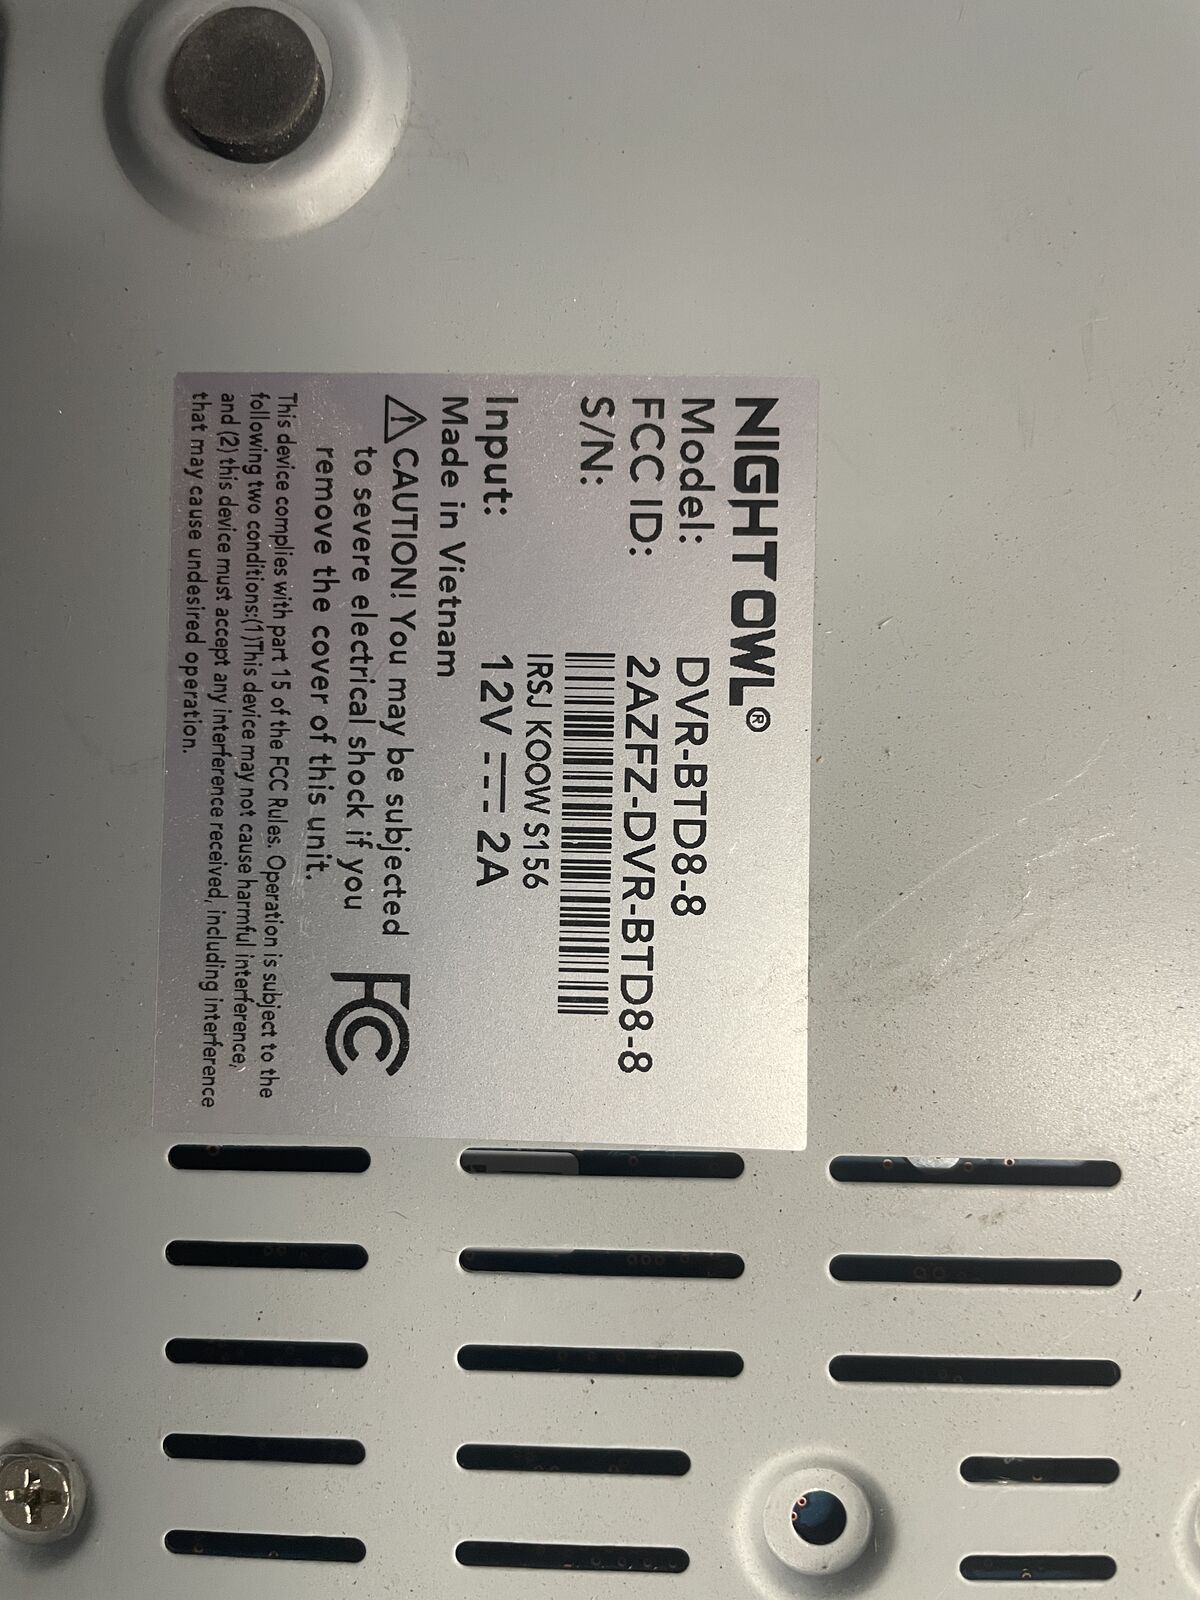 NIGHT OWL®
Model: DVR-BTD8-8
FCC ID: 2AZFZ-DVR-BTD8-8
S/N:
IRSJ KOOW S156
Input: 12V ⎓ 2A
Made in Vietnam
⚠CAUTION! You may be subjected
to severe electrical shock if you
remove the cover of this unit.
FC
This device complies with part 15 of the FCC Rules. Operation is subject to the
following two conditions:(1)This device may not cause harmful interference,
and (2) this device must accept any interference received, including interference
that may cause undesired operation.